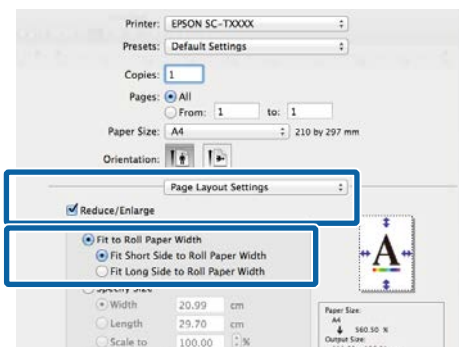 Printer: EPSON SC-TXXXX
Presets: Default Settings
Copies: 1
Pages: All
From: 1 to: 1
Paper Size: A4 210 by 297 mm
Orientation:
Page Layout Settings
Reduce/Enlarge
Fit to Roll Paper Width
Fit Short Side to Roll Paper Width
Fit Long Side to Roll Paper Width
A
Specify Size
Width 20.99 cm
Length 29.70 cm
Scale to 100.00 %
Paper Size:
A4
560.50 %
Output Size: